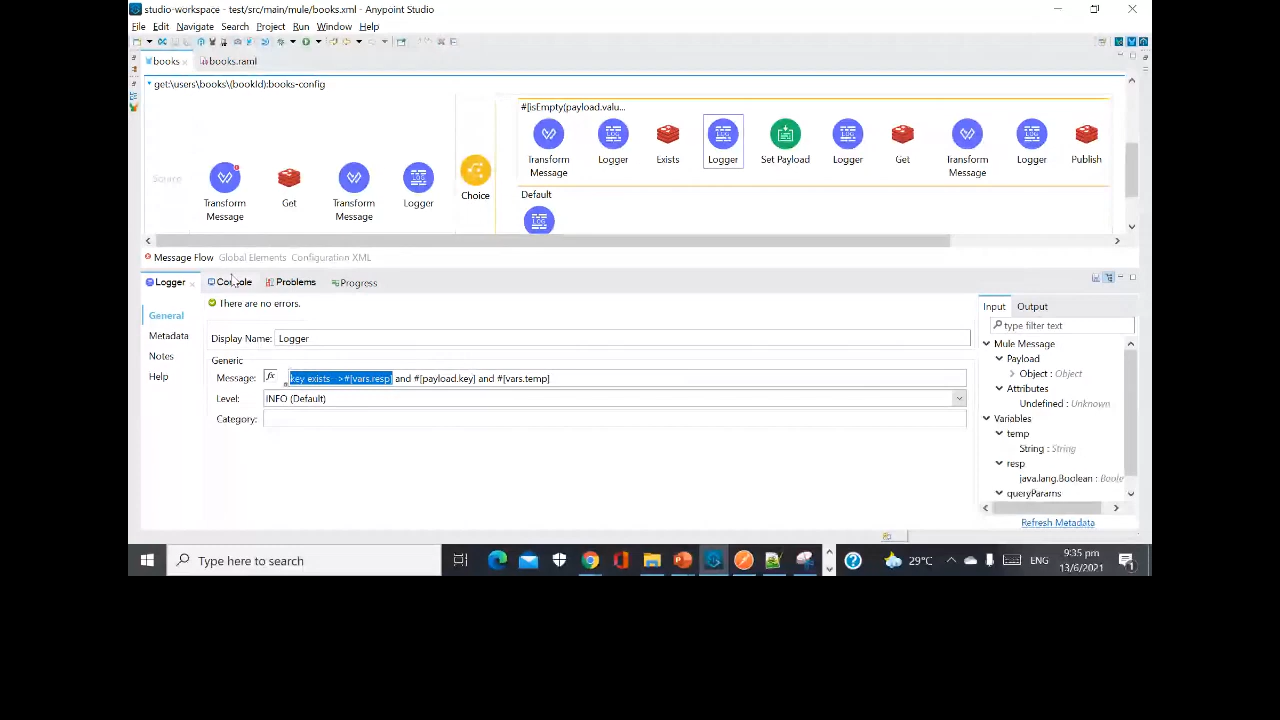 studio-workspace - test/src/main/mule/books.xml - Anypoint Studio
File Edit Navigate Search Project Run Window Help
books books.raml
get:\users\books\(bookId):books-config
#[isEmpty(payload.valu...
Transform Message
Logger
Exists
Logger
Set Payload
Logger
Get
Transform Message
Logger
Publish
Source
Transform Message
Get
Transform Message
Logger
Choice
Default
LOG
Message Flow Global Elements Configuration XML
Logger Console Problems Progress
There are no errors.
General
Metadata
Notes
Help
Display Name: Logger
Generic
Message: key exists ->#[vars.resp] and #[payload.key] and #[vars.temp]
Level: INFO (Default)
Category:
Input Output
type filter text
Mule Message
Payload
Object : Object
Attributes
Undefined : Unknown
Variables
temp
String : String
resp
java.lang.Boolean : Boole
queryParams
Refresh Metadata
Type here to search
29°C
ENG
9:35 pm
13/6/2021
1